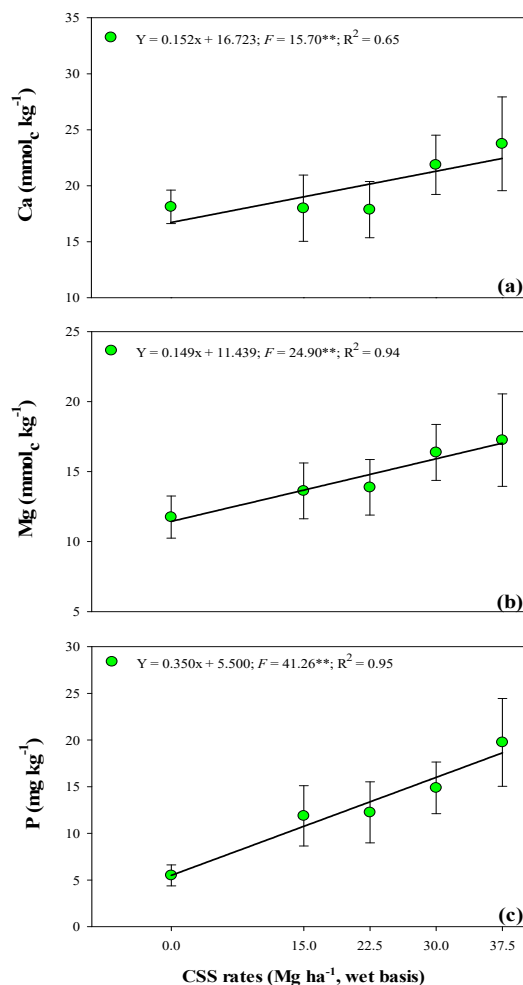 Y = 0.152x + 16.723; F = 15.70**; R² = 0.65
35
30
25
20
15
10
Ca (mmolc kg⁻¹)
(a)
Y = 0.149x + 11.439; F = 24.90**; R² = 0.94
25
20
15
10
5
Mg (mmolc kg⁻¹)
(b)
Y = 0.350x + 5.500; F = 41.26**; R² = 0.95
30
25
20
15
10
5
0
P (mg kg⁻¹)
(c)
0.0 15.0 22.5 30.0 37.5
CSS rates (Mg ha⁻¹, wet basis)